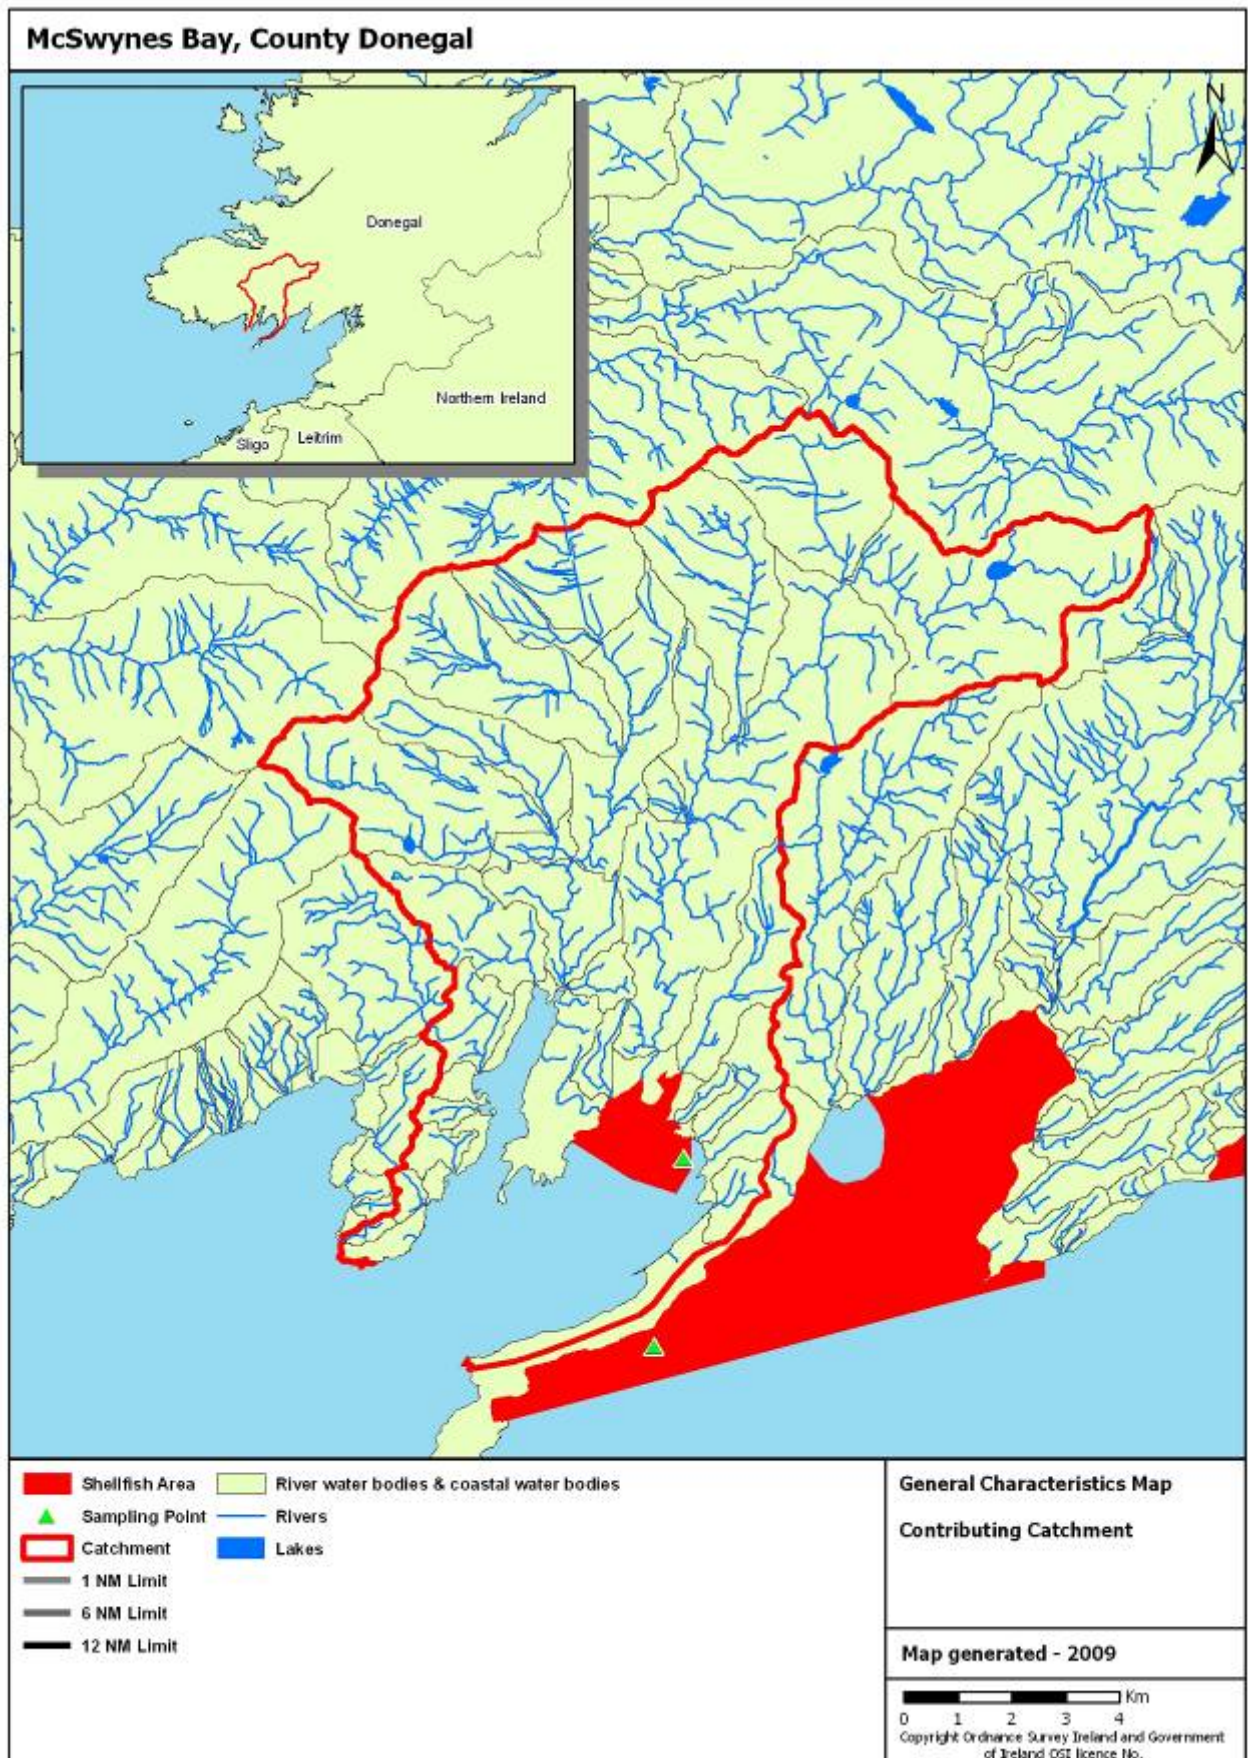 McSwynes Bay, County Donegal
N
Donegal
Northern Ireland
Sligo
Leitrim
Shellfish Area
River water bodies & coastal water bodies
Sampling Point
Rivers
Catchment
Lakes
1 NM Limit
6 NM Limit
12 NM Limit
General Characteristics Map
Contributing Catchment
Map generated - 2009
Km
0 1 2 3 4
Copyright Ordnance Survey Ireland and Government
of Ireland OSI licence No.